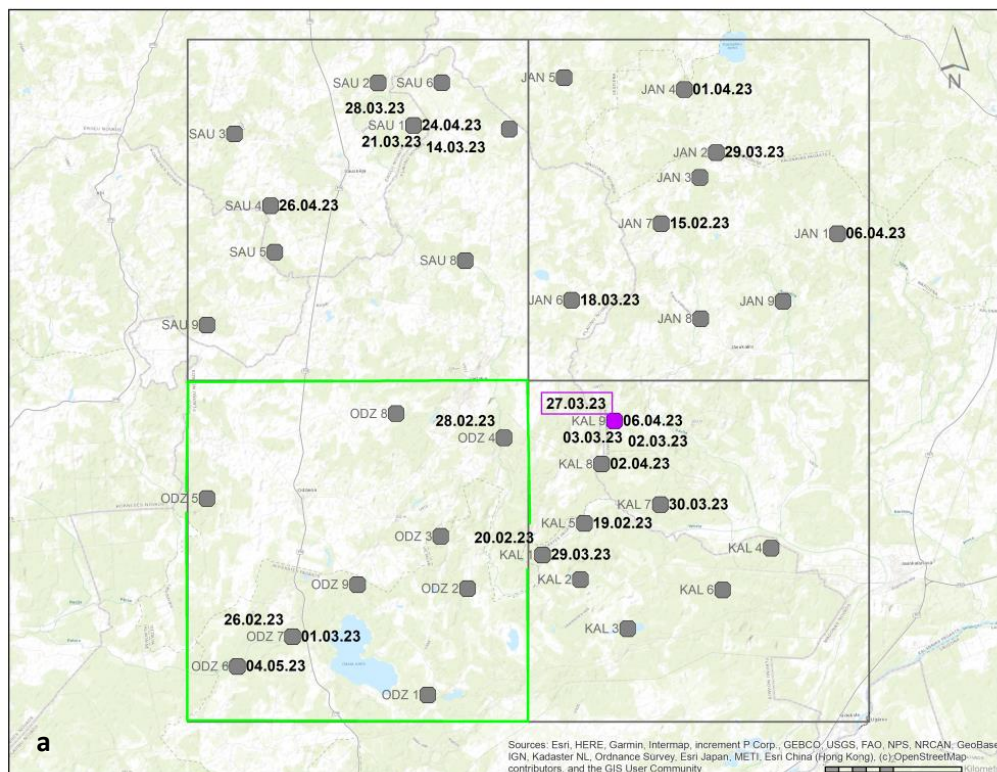 N
SAU 2
SAU 6
JAN 5
JAN 4 01.04.23
28.03.23
SAU 1 24.04.23
21.03.23 14.03.23
SAU 3
JAN 2 29.03.23
JAN 3
SAU 4 26.04.23
JAN 7 15.02.23
JAN 1 06.04.23
SAU 5
SAU 8
JAN 6 18.03.23
JAN 9
JAN 8
SAU 9
27.03.23
ODZ 8
28.02.23
KAL 9 06.04.23
ODZ 4
03.03.23 02.03.23
KAL 8 02.04.23
ODZ 5
KAL 7 30.03.23
KAL 5 19.02.23
ODZ 3
20.02.23
KAL 1 29.03.23
KAL 4
ODZ 9
KAL 2
ODZ 2
KAL 6
26.02.23
KAL 3
ODZ 7 01.03.23
ODZ 6 04.05.23
ODZ 1
a
Sources: Esri, HERE, Garmin, Intermap, increment P Corp., GEBCO, USGS, FAO, NPS, NRCAN, GeoBase,
IGN, Kadaster NL, Ordnance Survey, Esri Japan, METI, Esri China (Hong Kong), (c) OpenStreetMap
contributors, and the GIS User Community